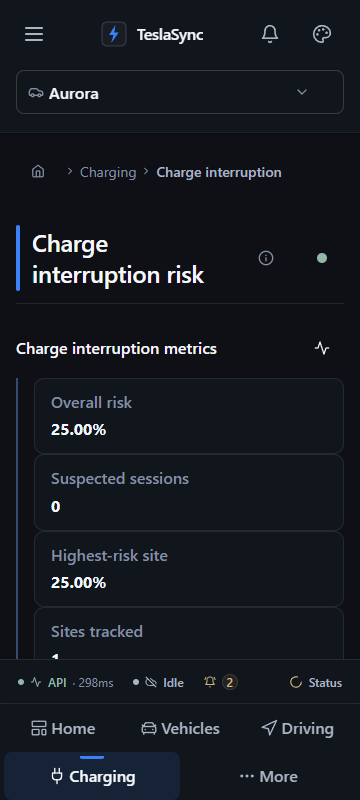 TeslaSync
Aurora
Charging
Charge interruption
Charge
interruption risk
Charge interruption metrics
Overall risk
25.00%
Suspected sessions
0
Highest-risk site
25.00%
Sites tracked
1
API · 298ms
Idle
2
Status
Home
Vehicles
Driving
Charging
More